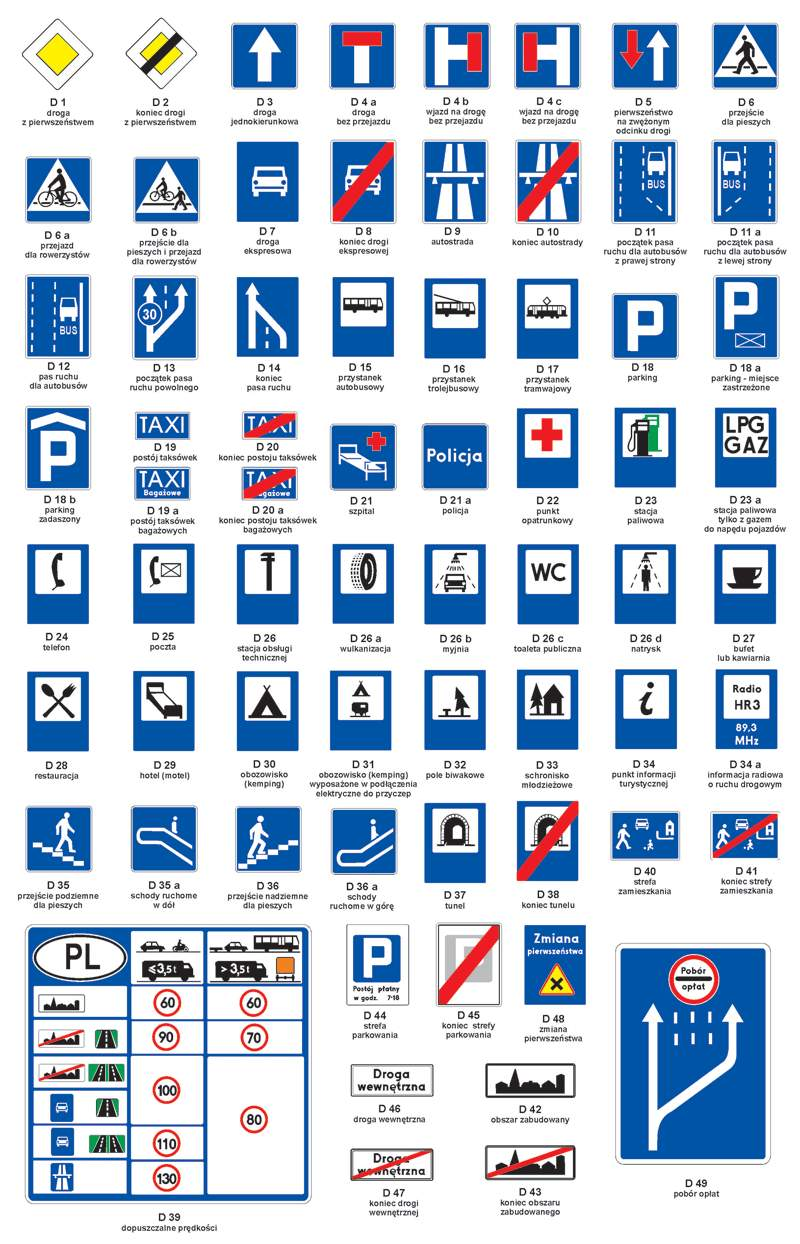 D 1
droga
z pierwszeństwem
D 2
koniec drogi
z pierwszeństwem
D 3
droga
jednokierunkowa
D 4 a
droga
bez przejazdu
D 4 b
wjazd na drogę
bez przejazdu
D 4 c
wjazd na drogę
bez przejazdu
D 5
pierwszeństwo
na zwężonym
odcinku drogi
D 6
przejście
dla pieszych
D 6 a
przejazd
dla rowerzystów
D 6 b
przejście dla
pieszych i przejazd
dla rowerzystów
D 7
droga
ekspresowa
D 8
koniec drogi
ekspresowej
D 9
autostrada
D 10
koniec autostrady
BUS
D 11
początek pasa
ruchu dla autobusów
z prawej strony
BUS
D 11 a
początek pasa
ruchu dla autobusów
z lewej strony
BUS
D 12
pas ruchu
dla autobusów
30
D 13
początek pasa
ruchu powolnego
D 14
koniec
pasa ruchu
D 15
przystanek
autobusowy
D 16
przystanek
trolejbusowy
D 17
przystanek
tramwajowy
P
D 18
parking
P
D 18 a
parking - miejsce
zastrzeżone
P
D 18 b
parking
zadaszony
TAXI
D 19
postój taksówek
TAXI
Bagażowe
D 19 a
postój taksówek
bagażowych
TAXI
D 20
koniec postoju taksówek
TAXI
Bagażowe
D 20 a
koniec postoju taksówek
bagażowych
D 21
szpital
Policja
D 21 a
policja
D 22
punkt
opatrunkowy
D 23
stacja
paliwowa
LPG
GAZ
D 23 a
stacja paliwowa
tylko z gazem
do napędu pojazdów
D 24
telefon
D 25
poczta
D 26
stacja obsługi
technicznej
D 26 a
wulkanizacja
D 26 b
myjnia
WC
D 26 c
toaleta publiczna
D 26 d
natrysk
D 27
bufet
lub kawiarnia
D 28
restauracja
D 29
hotel (motel)
D 30
obozowisko
(kemping)
D 31
obozowisko (kemping)
wyposażone w podłączenia
elektryczne do przyczep
D 32
pole biwakowe
D 33
schronisko
młodzieżowe
i
D 34
punkt informacji
turystycznej
Radio
HR3
89,3
MHz
D 34 a
informacja radiowa
o ruchu drogowym
D 35
przejście podziemne
dla pieszych
D 35 a
schody ruchome
w dół
D 36
przejście nadziemne
dla pieszych
D 36 a
schody
ruchome w górę
D 37
tunel
D 38
koniec tunelu
D 40
strefa
zamieszkania
D 41
koniec strefy
zamieszkania
PL
≤3,5t
> 3,5t
60
60
90
70
100
80
110
130
D 39
dopuszczalne prędkości
P
Postój płatny
w godz. 7-18
D 44
strefa
parkowania
D 45
koniec strefy
parkowania
Zmiana
pierwszeństwa
D 48
zmiana
pierwszeństwa
Droga
wewnętrzna
D 46
droga wewnętrzna
D 42
obszar zabudowany
Droga
wewnętrzna
D 47
koniec drogi
wewnętrznej
D 43
koniec obszaru
zabudowanego
Pobór
opłat
D 49
pobór opłat